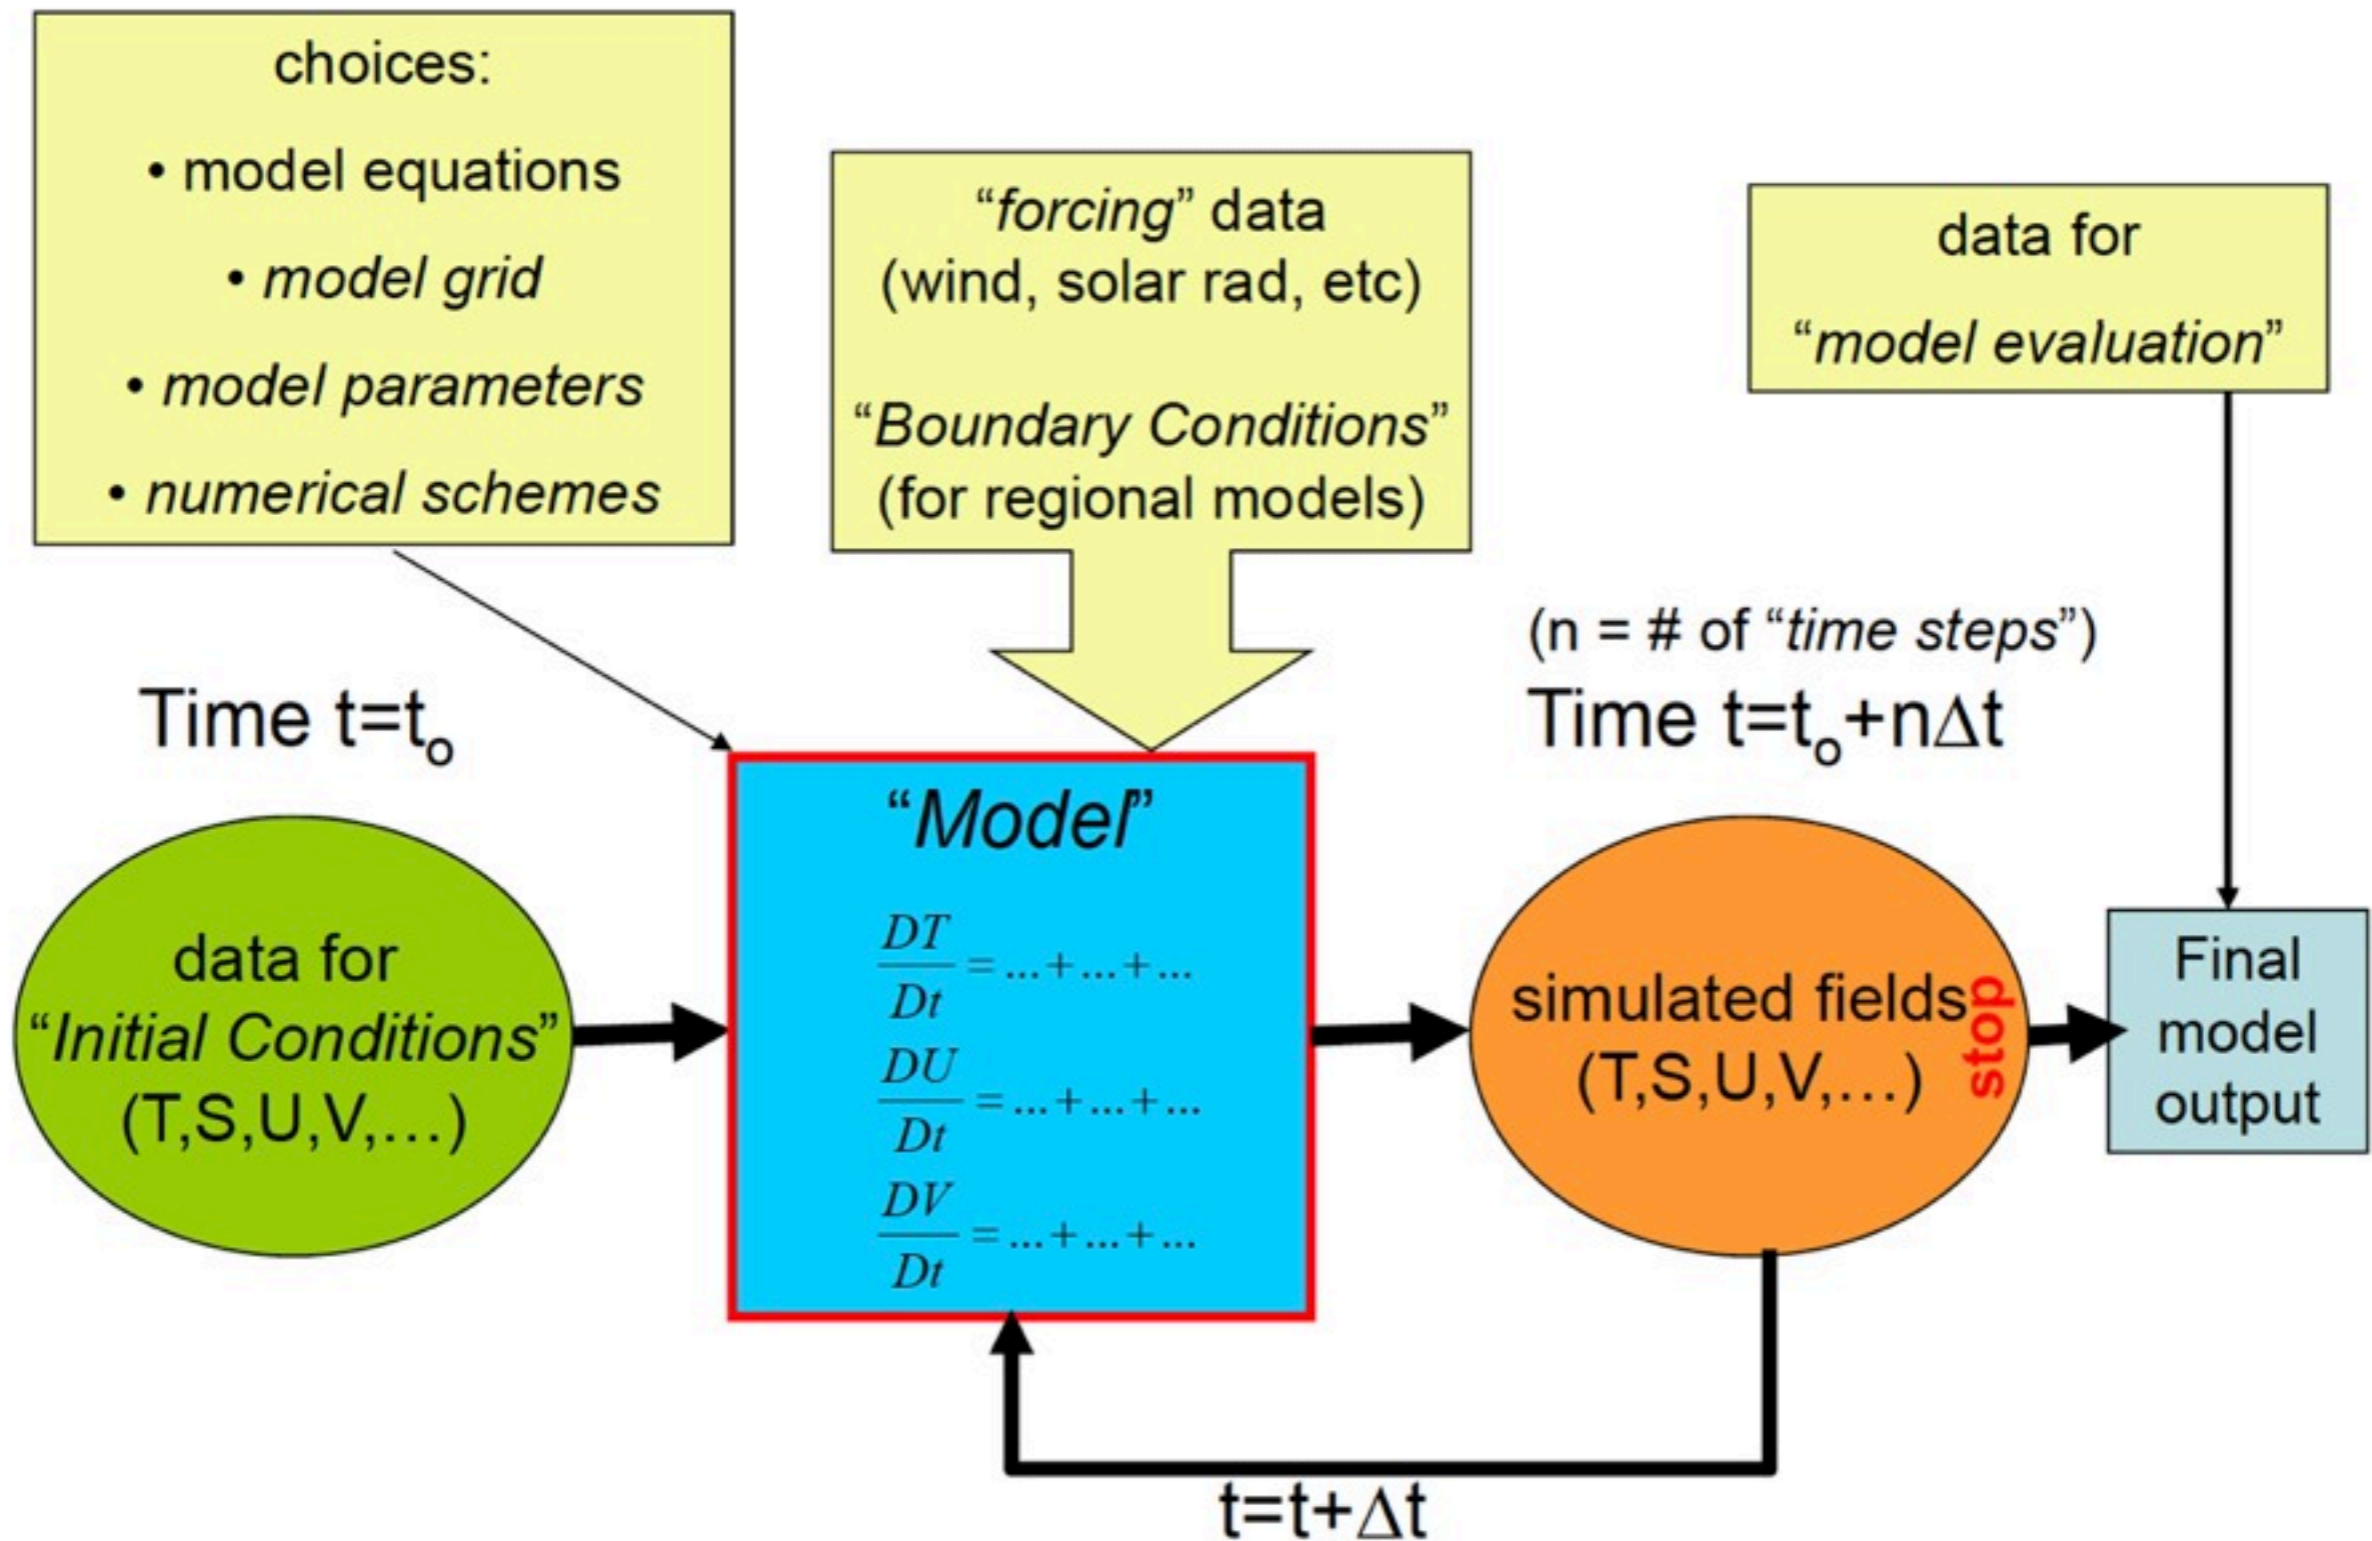 choices:
• model equations
• model grid
• model parameters
• numerical schemes
“forcing” data
(wind, solar rad, etc)
“Boundary Conditions”
(for regional models)
data for
“model evaluation”
(n = # of “time steps”)
Time t=to
Time t=to+nΔt
data for
“Initial Conditions”
(T,S,U,V,…)
“Model”
DT/Dt = ...+...+...
DU/Dt = ...+...+...
DV/Dt = ...+...+...
simulated fields
(T,S,U,V,…)
stop
Final
model
output
t=t+Δt